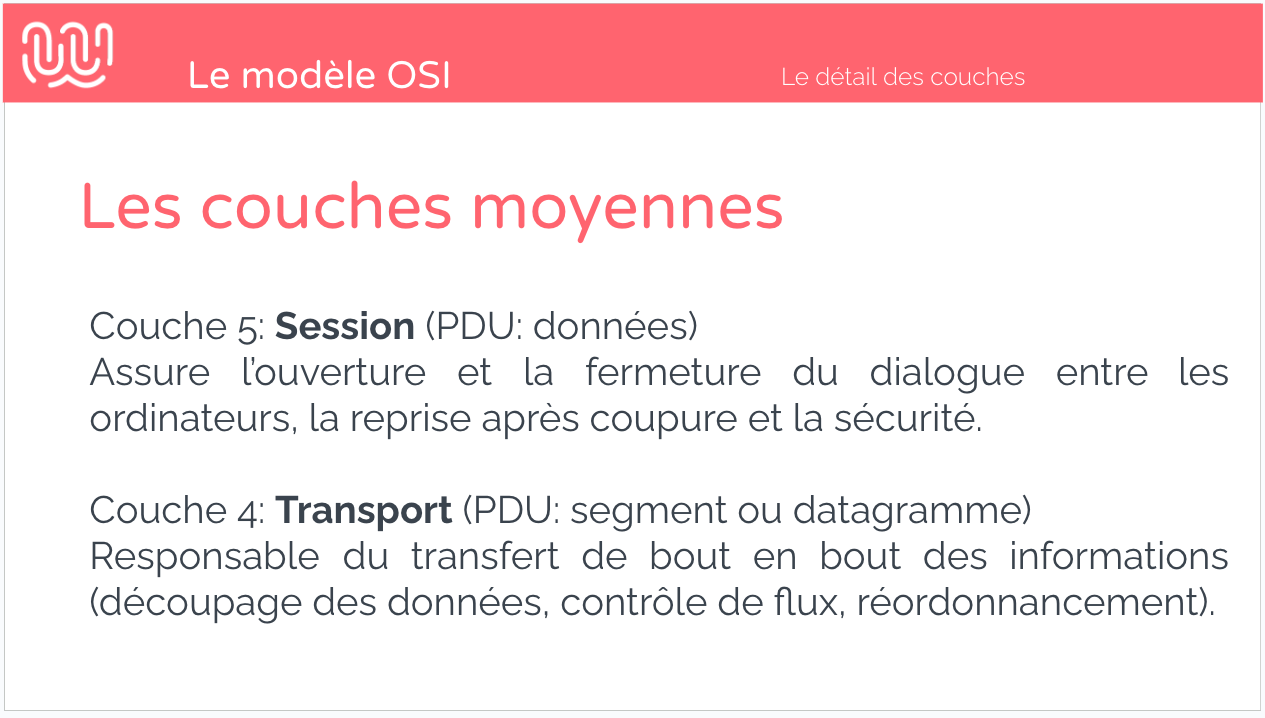 Le modèle OSI
Le détail des couches
Les couches moyennes
Couche 5: Session (PDU: données)
Assure l’ouverture et la fermeture du dialogue entre les
ordinateurs, la reprise après coupure et la sécurité.
Couche 4: Transport (PDU: segment ou datagramme)
Responsable du transfert de bout en bout des informations
(découpage des données, contrôle de flux, réordonnancement).